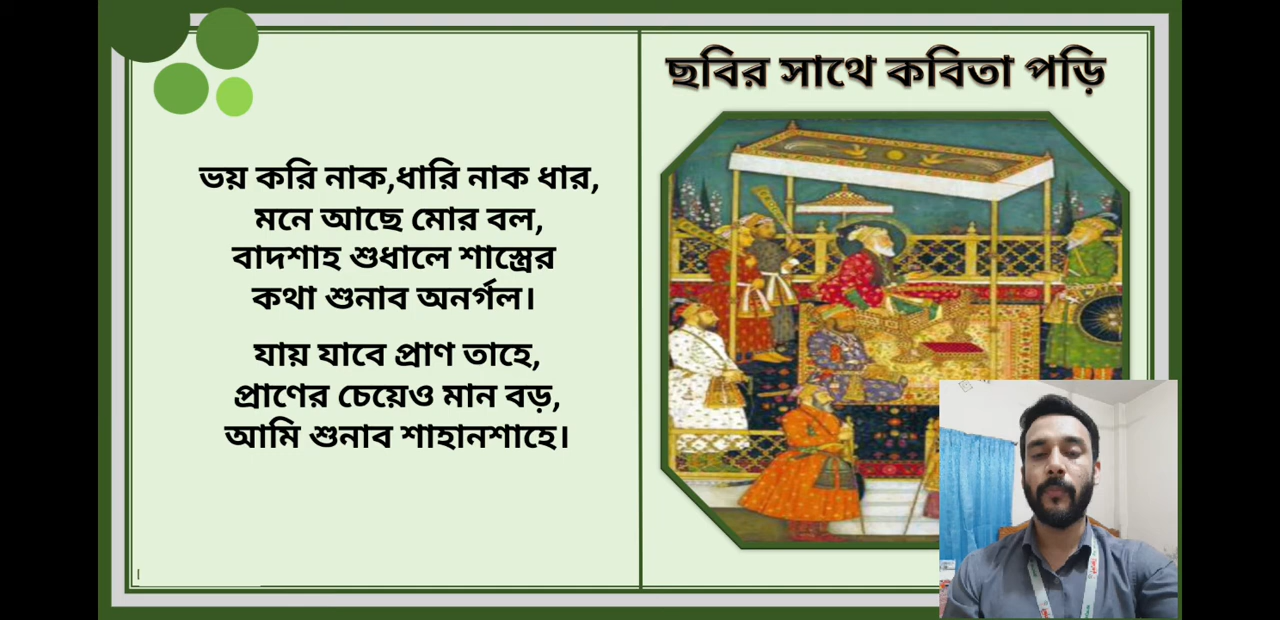 ছবির সাথে কবিতা পড়ি
ভয় করি নাক,ধারি নাক ধার,
মনে আছে মোর বল,
বাদশাহ শুধালে শাস্ত্রের
কথা শুনাব অনর্গল।
যায় যাবে প্রাণ তাহে,
প্রাণের চেয়েও মান বড়,
আমি শুনাব শাহানশাহে।